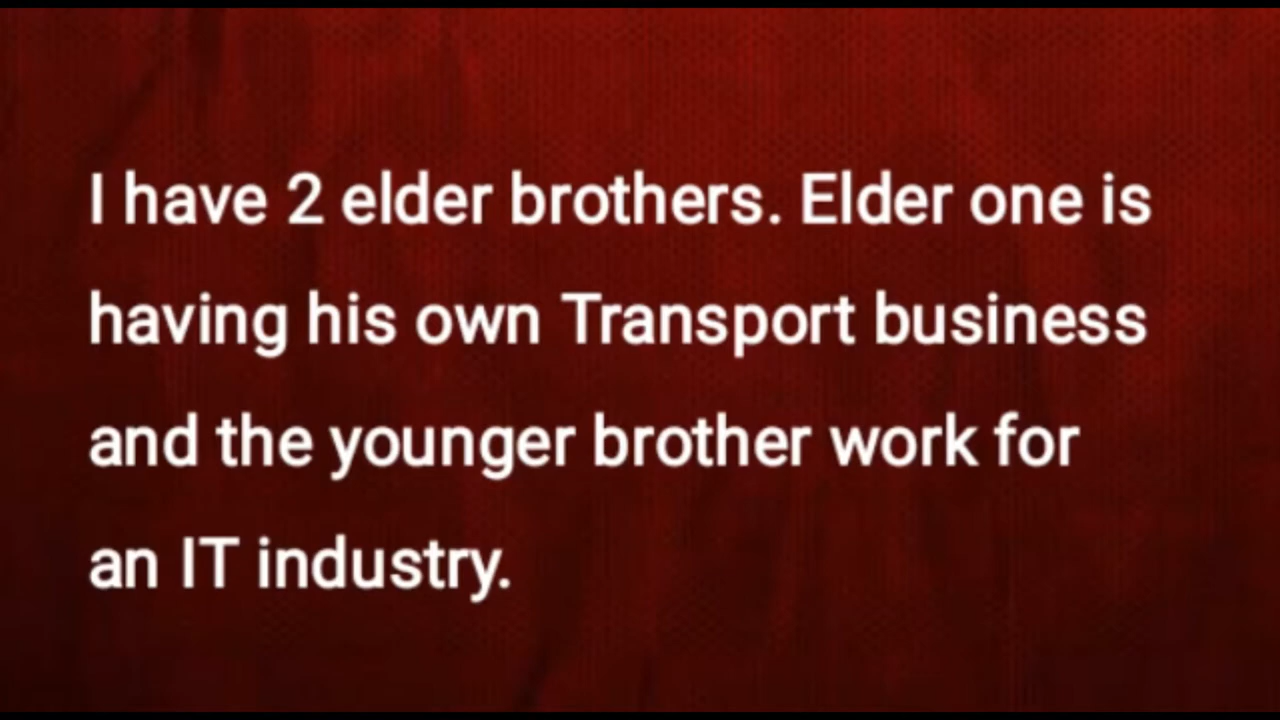 I have 2 elder brothers. Elder one is
having his own Transport business
and the younger brother work for
an IT industry.